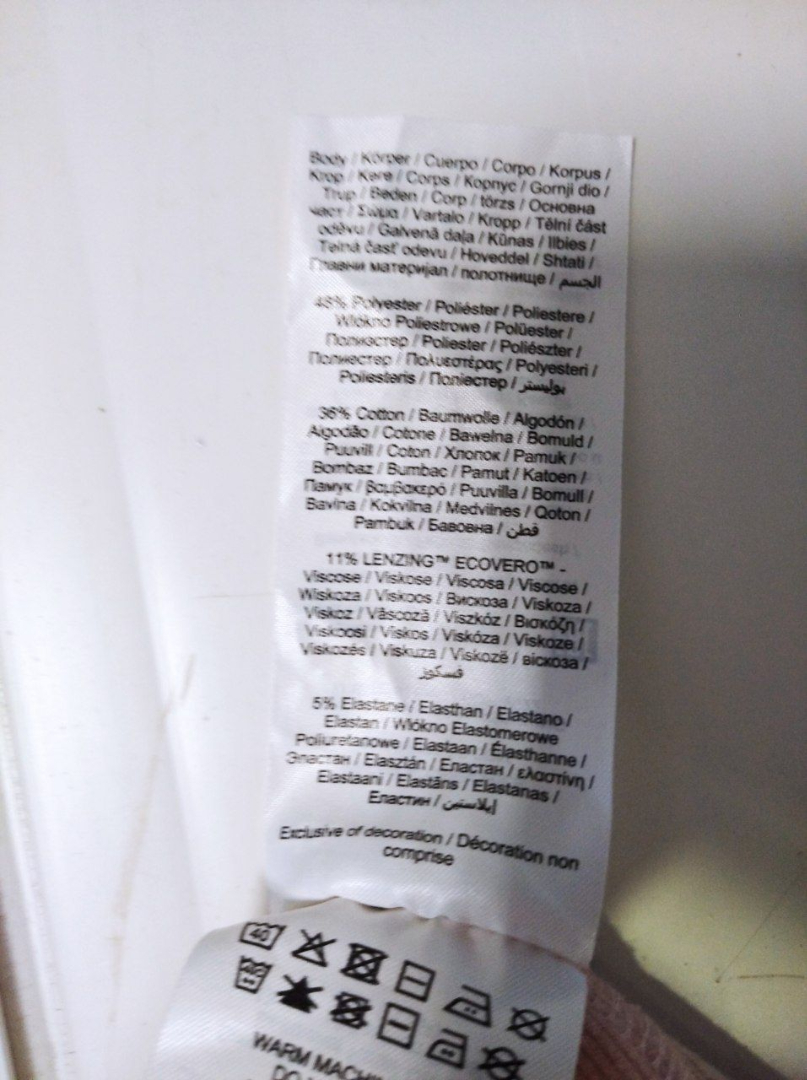 Body / Körper / Cuerpo / Corpo / Korpus /
Krop / Kere / Corps / Kopпyc / Gornji dio /
Trup / Beden / Corp / törzs / Основна
част / Σώμα / Vartalo / Kropp / Tělní část
oděvu / Galvenā daļa / Kūnas / Ilbies /
Telná časť odevu / Hoveddel / Shtati /
Главни материјал / полотнище / الجسم
48% Polyester / Poliéster / Poliestere /
Włókno Poliestrowe / Polüester /
Полиэстер / Poliester / Poliészter /
Полиестер / Πολυεστέρας / Polyesteri /
Poliesteris / Поліестер / بوليستر
36% Cotton / Baumwolle / Algodón /
Algodão / Cotone / Bawełna / Bomuld /
Puuvill / Coton / Хлопок / Pamuk /
Bombaz / Bumbac / Pamut / Katoen /
Памук / βαμβακερό / Puuvilla / Bomull /
Bavlna / Kokvilna / Medvilnes / Qoton /
Pambuk / Бавовна / قطن
11% LENZING™ ECOVERO™ -
Viscose / Viskose / Viscosa / Viscose /
Wiskoza / Viskoos / Вискоза / Viskoza /
Viskoz / Vâscoză / Viszkóz / Βισκόζη /
Viskoosi / Viskos / Viskóza / Viskoze /
Viskozės / Viskuza / Viskozë / віскоза /
فسكوز
5% Elastane / Elasthan / Elastano /
Elastan / Włókno Elastomerowe
Poliuretanowe / Elastaan / Élasthanne /
Эластан / Elasztán / Еластан / ελαστίνη /
Elastaani / Elastāns / Elastanas /
Еластин / إيلاستين
Exclusive of decoration / Décoration non
comprise
40
40
WARM MACHI
DO